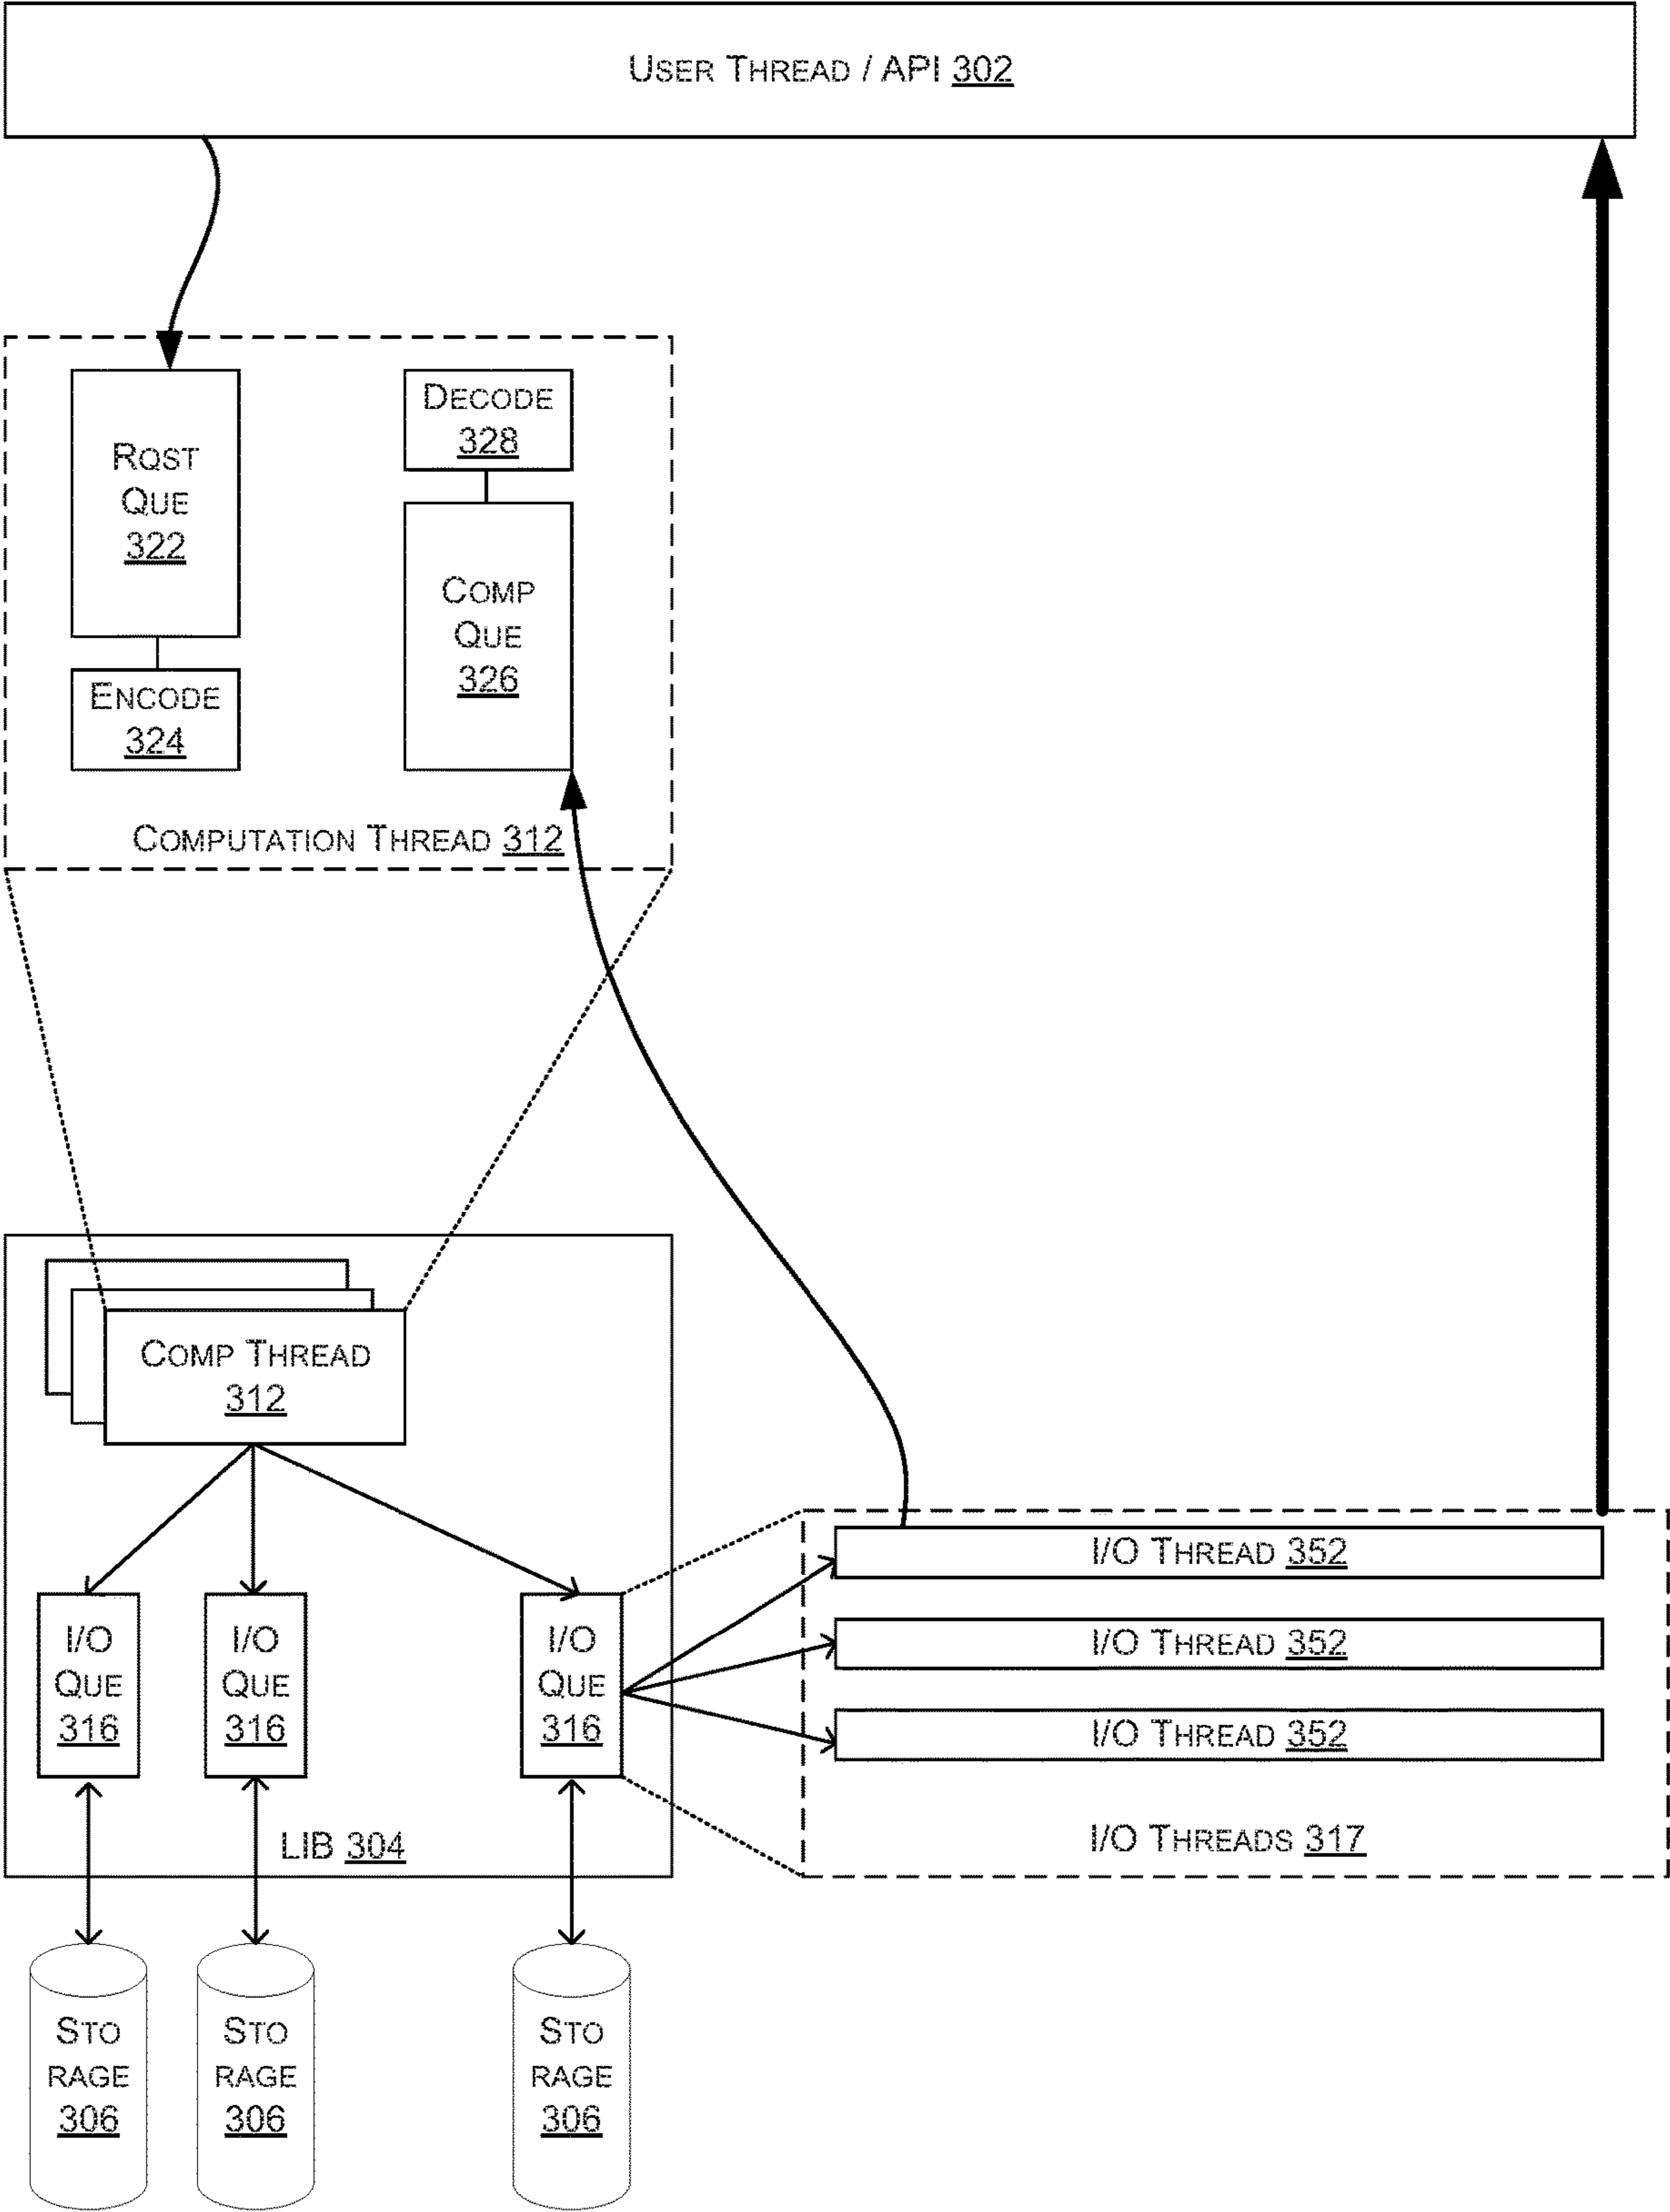 USER THREAD / API 302
RQST
QUE
322
ENCODE
324
DECODE
328
COMP
QUE
326
COMPUTATION THREAD 312
COMP THREAD
312
I/O
QUE
316
I/O
QUE
316
I/O
QUE
316
LIB 304
I/O THREAD 352
I/O THREAD 352
I/O THREAD 352
I/O THREADS 317
STO
RAGE
306
STO
RAGE
306
STO
RAGE
306